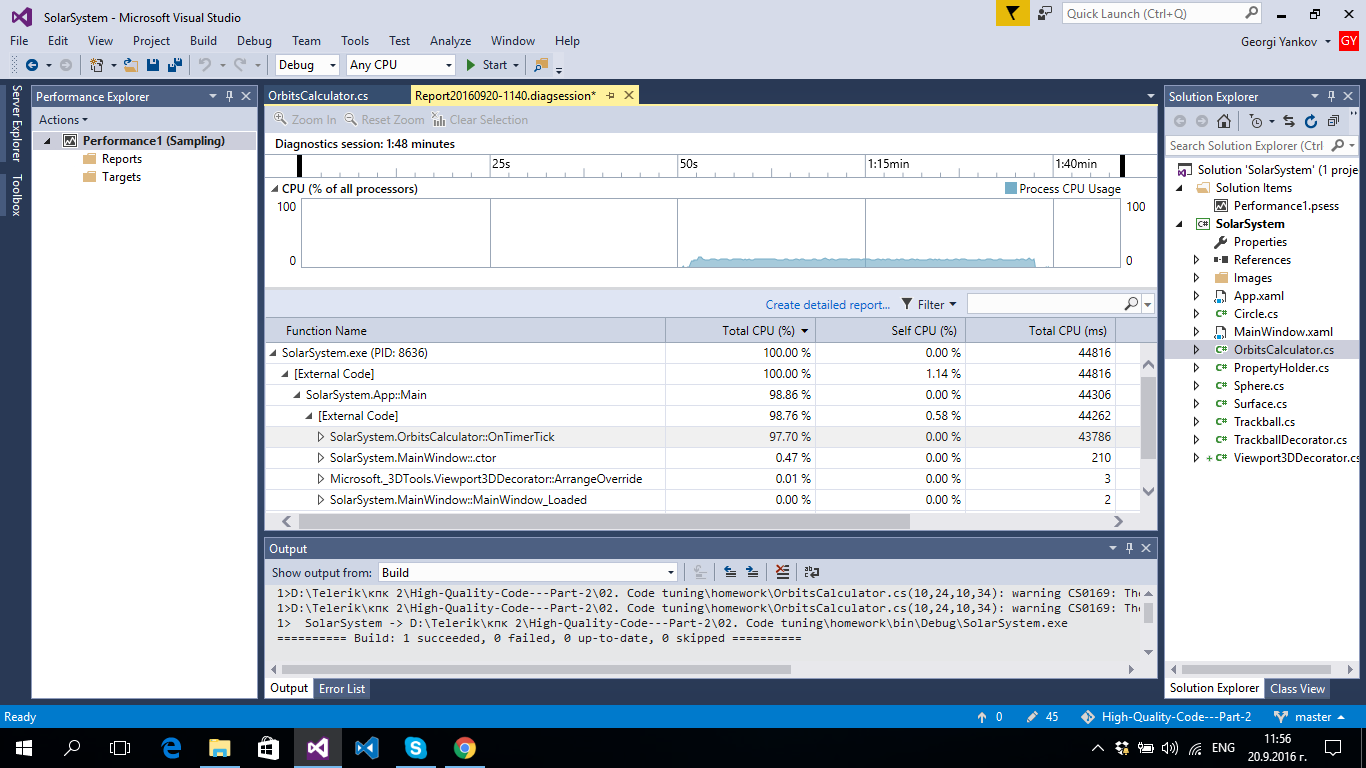 SolarSystem - Microsoft Visual Studio
Quick Launch (Ctrl+Q)
File Edit View Project Build Debug Team Tools Test Analyze Window Help
Georgi Yankov GY
Debug Any CPU Start
Server Explorer
Toolbox
Performance Explorer
Actions
Performance1 (Sampling)
Reports
Targets
OrbitsCalculator.cs Report20160920-1140.diagsession*
Zoom In Reset Zoom Clear Selection
Diagnostics session: 1:48 minutes
25s 50s 1:15min 1:40min
CPU (% of all processors) Process CPU Usage
100 100
0 0
Create detailed report... Filter
Function Name Total CPU (%) Self CPU (%) Total CPU (ms)
SolarSystem.exe (PID: 8636) 100.00 % 0.00 % 44816
[External Code] 100.00 % 1.14 % 44816
SolarSystem.App::Main 98.86 % 0.00 % 44306
[External Code] 98.76 % 0.58 % 44262
SolarSystem.OrbitsCalculator::OnTimerTick 97.70 % 0.00 % 43786
SolarSystem.MainWindow::.ctor 0.47 % 0.00 % 210
Microsoft._3DTools.Viewport3DDecorator::ArrangeOverride 0.01 % 0.00 % 3
SolarSystem.MainWindow::MainWindow_Loaded 0.00 % 0.00 % 2
Output
Show output from: Build
1>D:\Telerik\кпк 2\High-Quality-Code---Part-2\02. Code tuning\homework\OrbitsCalculator.cs(10,24,10,34): warning CS0169: The
1>D:\Telerik\кпк 2\High-Quality-Code---Part-2\02. Code tuning\homework\OrbitsCalculator.cs(10,24,10,34): warning CS0169: The
1>  SolarSystem -> D:\Telerik\кпк 2\High-Quality-Code---Part-2\02. Code tuning\homework\bin\Debug\SolarSystem.exe
========== Build: 1 succeeded, 0 failed, 0 up-to-date, 0 skipped ==========
Output Error List
Solution Explorer
Search Solution Explorer (Ctrl
Solution 'SolarSystem' (1 proje
Solution Items
Performance1.psess
C# SolarSystem
Properties
References
Images
App.xaml
C# Circle.cs
MainWindow.xaml
C# OrbitsCalculator.cs
C# PropertyHolder.cs
C# Sphere.cs
C# Surface.cs
C# Trackball.cs
C# TrackballDecorator.cs
+ C# Viewport3DDecorator.cs
Solution Explorer Class View
Ready 0 45 High-Quality-Code---Part-2 master
ENG 11:56
20.9.2016 г.